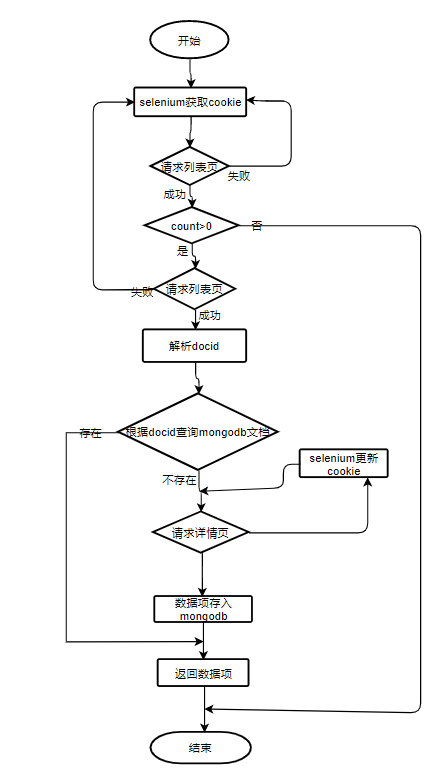 开始
selenium获取cookie
请求列表页
失败
成功
count>0
否
是
请求列表页
失败
成功
解析docid
存在
根据docid查询mongodb文档
selenium更新
cookie
不存在
请求详情页
数据项存入
mongodb
返回数据项
结束